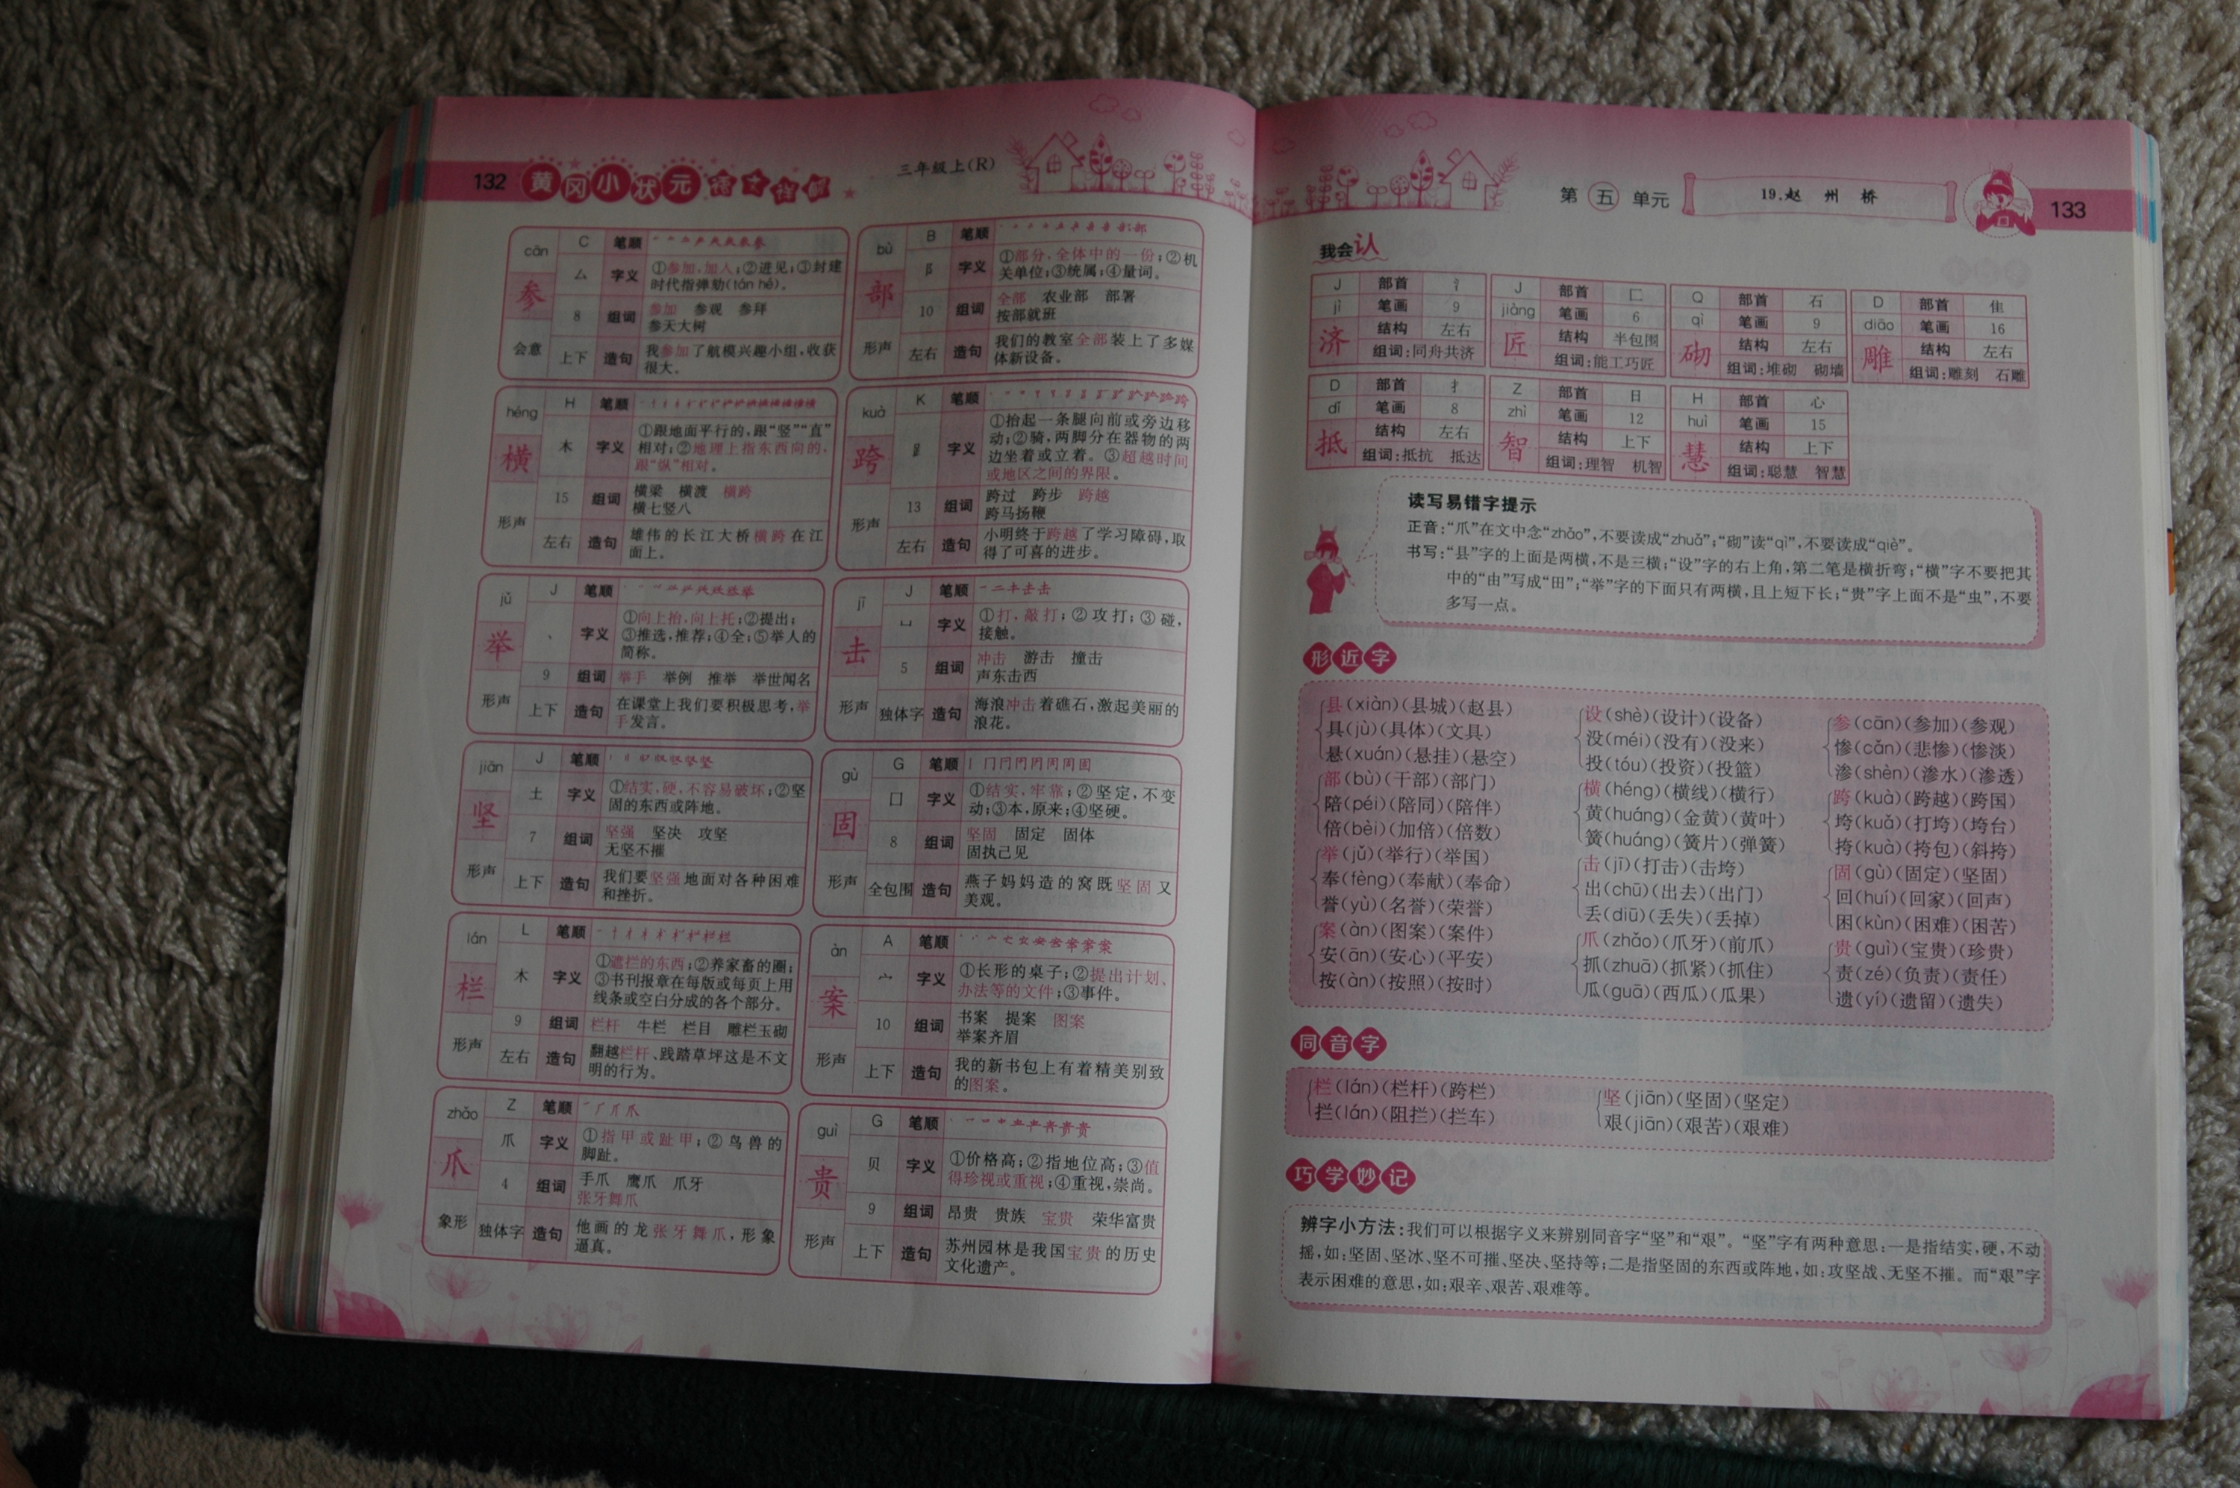 132 黄冈小状元 语文详解 三年级上(R)
cān C 笔顺
参 厶 字义 ①参加,加入;②进见;③封建时代指弹劾(tán hé)。
8 组词 参加 参观 参拜
参天大树
会意 上下 造句 我参加了航模兴趣小组,收获
很大。
bù B 笔顺
部 阝 字义 ①部分,全体中的一份;②机
关单位;③统属;④量词。
10 组词 全部 农业部 部署
按部就班
形声 左右 造句 我们的教室全部装上了多媒
体新设备。
héng H 笔顺
横 木 字义 ①跟地面平行的,跟“竖”“直”
相对;②地理上指东西向的,
跟“纵”相对。
15 组词 横梁 横渡 横跨
横七竖八
形声 左右 造句 雄伟的长江大桥横跨在江
面上。
kuà K 笔顺
跨 字义 ①抬起一条腿向前或旁边移
动;②骑,两脚分在器物的两
边坐着或立着。③超越时间
或地区之间的界限。
13 组词 跨过 跨步 跨越
跨马扬鞭
形声 左右 造句 小明终于跨越了学习障碍,取
得了可喜的进步。
jǔ J 笔顺
举 丶 字义 ①向上抬,向上托;②提出;
③推选,推荐;④全;⑤举人的
简称。
9 组词 举手 举例 推举 举世闻名
形声 上下 造句 在课堂上我们要积极思考,举
手发言。
jī J 笔顺
击 凵 字义 ①打,敲打;②攻打;③碰,
接触。
5 组词 冲击 游击 撞击
声东击西
形声 独体字 造句 海浪冲击着礁石,激起美丽的
浪花。
jiān J 笔顺
坚 土 字义 ①结实,硬,不容易破坏;②坚
固的东西或阵地。
7 组词 坚强 坚决 攻坚
无坚不摧
形声 上下 造句 我们要坚强地面对各种困难
和挫折。
gù G 笔顺
固 囗 字义 ①结实,牢靠;②坚定,不变
动;③本,原来;④坚硬。
8 组词 坚固 固定 固体
固执己见
形声 全包围 造句 燕子妈妈造的窝既坚固又
美观。
lán L 笔顺
栏 木 字义 ①遮拦的东西;②养家畜的圈;
③书刊报章在每版或每页上用
线条或空白分成的各个部分。
9 组词 栏杆 牛栏 栏目 雕栏玉砌
形声 左右 造句 翻越栏杆、践踏草坪这是不文
明的行为。
àn A 笔顺
案 宀 字义 ①长形的桌子;②提出计划、
办法等的文件;③事件。
10 组词 书案 提案 图案
举案齐眉
形声 上下 造句 我的新书包上有着精美别致
的图案。
zhǎo Z 笔顺
爪 爪 字义 ①指甲或趾甲;②鸟兽的
脚趾。
4 组词 手爪 鹰爪 爪牙
张牙舞爪
象形 独体字 造句 他画的龙张牙舞爪,形象
逼真。
guì G 笔顺
贵 贝 字义 ①价格高;②指地位高;③值
得珍视或重视;④重视,崇尚。
9 组词 昂贵 贵族 宝贵 荣华富贵
形声 上下 造句 苏州园林是我国宝贵的历史
文化遗产。
第五单元 19.赵州桥 133
我会认
J jì 济 部首 氵 笔画 9 结构 左右 组词:同舟共济
J jiàng 匠 部首 匚 笔画 6 结构 半包围 组词:能工巧匠
Q qì 砌 部首 石 笔画 9 结构 左右 组词:堆砌 砌墙
D diāo 雕 部首 隹 笔画 16 结构 左右 组词:雕刻 石雕
D dǐ 抵 部首 扌 笔画 8 结构 左右 组词:抵抗 抵达
Z zhì 智 部首 日 笔画 12 结构 上下 组词:理智 机智
H huì 慧 部首 心 笔画 15 结构 上下 组词:聪慧 智慧
读写易错字提示
正音:“爪”在文中念“zhǎo”,不要读成“zhuǎ”;“砌”读“qì”,不要读成“qiè”。
书写:“县”字的上面是两横,不是三横;“设”字的右上角,第二笔是横折弯;“横”字不要把其
中的“由”写成“田”;“举”字的下面只有两横,且上短下长;“贵”字上面不是“虫”,不要
多写一点。
形近字
县(xiàn)(县城)(赵县)
具(jù)(具体)(文具)
悬(xuán)(悬挂)(悬空)
部(bù)(干部)(部门)
陪(péi)(陪同)(陪伴)
倍(bèi)(加倍)(倍数)
举(jǔ)(举行)(举国)
奉(fèng)(奉献)(奉命)
誉(yù)(名誉)(荣誉)
案(àn)(图案)(案件)
安(ān)(安心)(平安)
按(àn)(按照)(按时)
设(shè)(设计)(设备)
没(méi)(没有)(没来)
投(tóu)(投资)(投篮)
横(héng)(横线)(横行)
黄(huáng)(金黄)(黄叶)
簧(huáng)(簧片)(弹簧)
击(jī)(打击)(击垮)
出(chū)(出去)(出门)
丢(diū)(丢失)(丢掉)
爪(zhǎo)(爪牙)(前爪)
抓(zhuā)(抓紧)(抓住)
瓜(guā)(西瓜)(瓜果)
参(cān)(参加)(参观)
惨(cǎn)(悲惨)(惨淡)
渗(shèn)(渗水)(渗透)
跨(kuà)(跨越)(跨国)
垮(kuǎ)(打垮)(垮台)
挎(kuà)(挎包)(斜挎)
固(gù)(固定)(坚固)
回(huí)(回家)(回声)
困(kùn)(困难)(困苦)
贵(guì)(宝贵)(珍贵)
责(zé)(负责)(责任)
遗(yí)(遗留)(遗失)
同音字
栏(lán)(栏杆)(跨栏)
拦(lán)(阻拦)(拦车)
坚(jiān)(坚固)(坚定)
艰(jiān)(艰苦)(艰难)
巧学妙记
辨字小方法:我们可以根据字义来辨别同音字“坚”和“艰”。“坚”字有两种意思:一是指结实,硬,不动
摇,如:坚固、坚冰、坚不可摧、坚决、坚持等;二是指坚固的东西或阵地,如:攻坚战、无坚不摧。而“艰”字
表示困难的意思,如:艰辛、艰苦、艰难等。